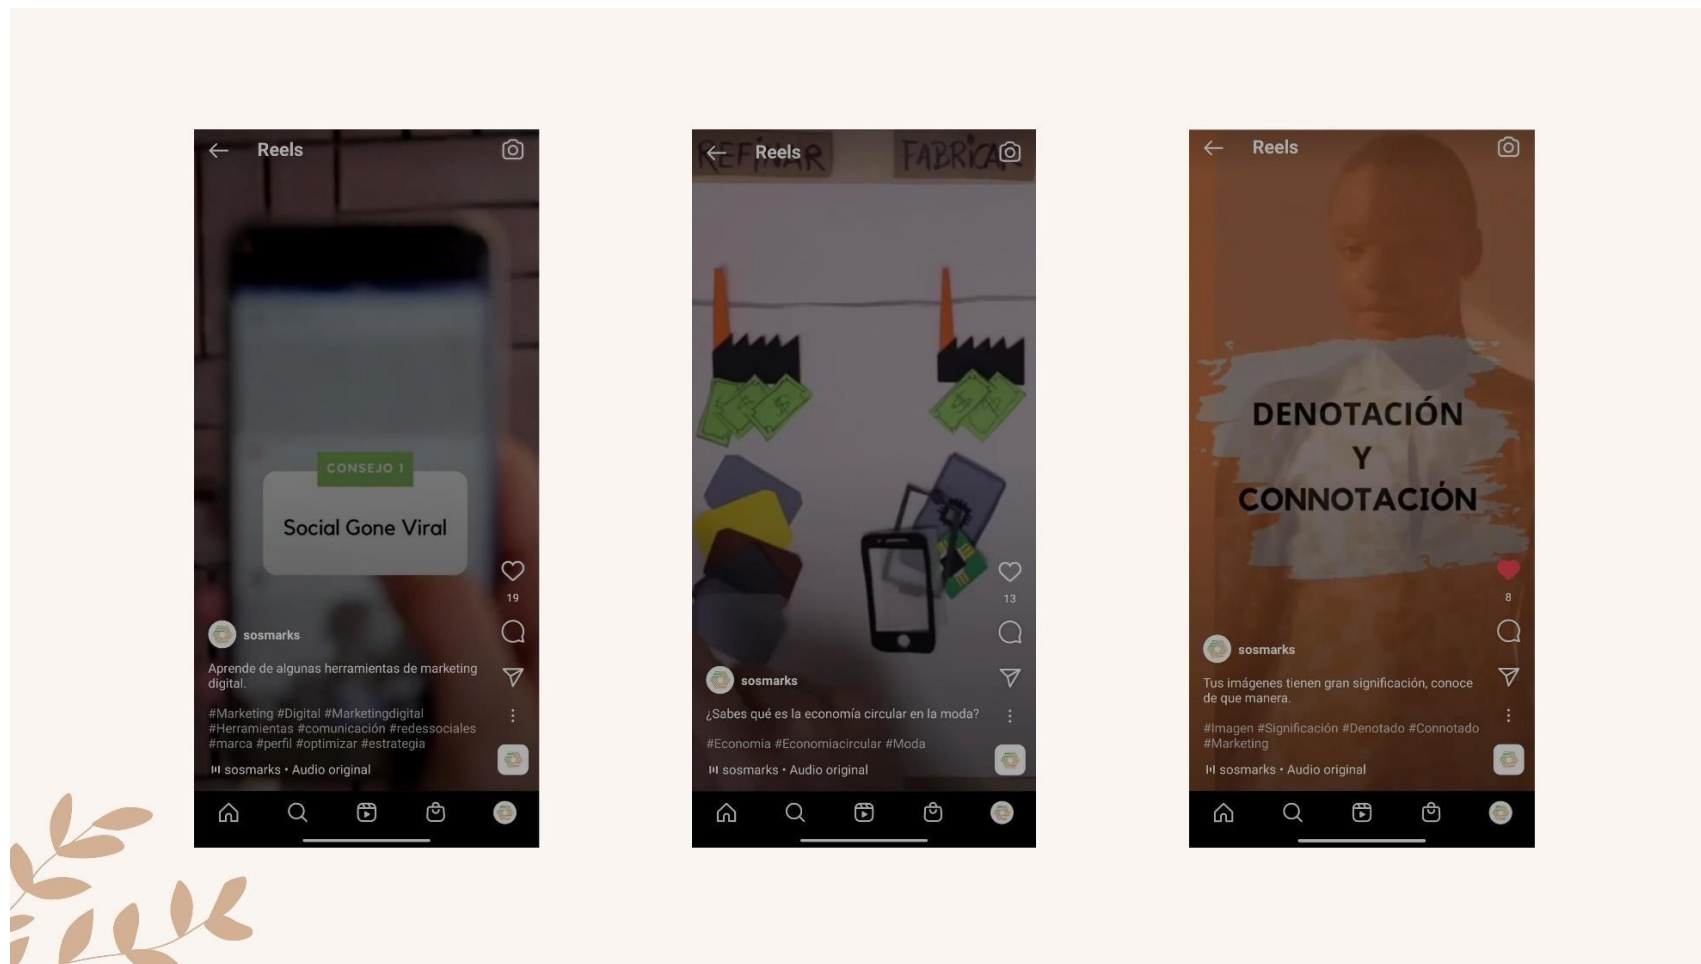 Reels
CONSEJO 1
Social Gone Viral
19
sosmarks
Aprende de algunas herramientas de marketing
digital.
#Marketing #Digital #Marketingdigital
#Herramientas #comunicación #redessociales
#marca #perfil #optimizar #estrategia
sosmarks • Audio original
REFINAR
FABRICAR
Reels
13
sosmarks
¿Sabes qué es la economía circular en la moda?
#Economia #Economiacircular #Moda
sosmarks • Audio original
Reels
DENOTACIÓN
Y
CONNOTACIÓN
8
sosmarks
Tus imágenes tienen gran significación, conoce
de que manera.
#Imagen #Significación #Denotado #Connotado
#Marketing
sosmarks • Audio original